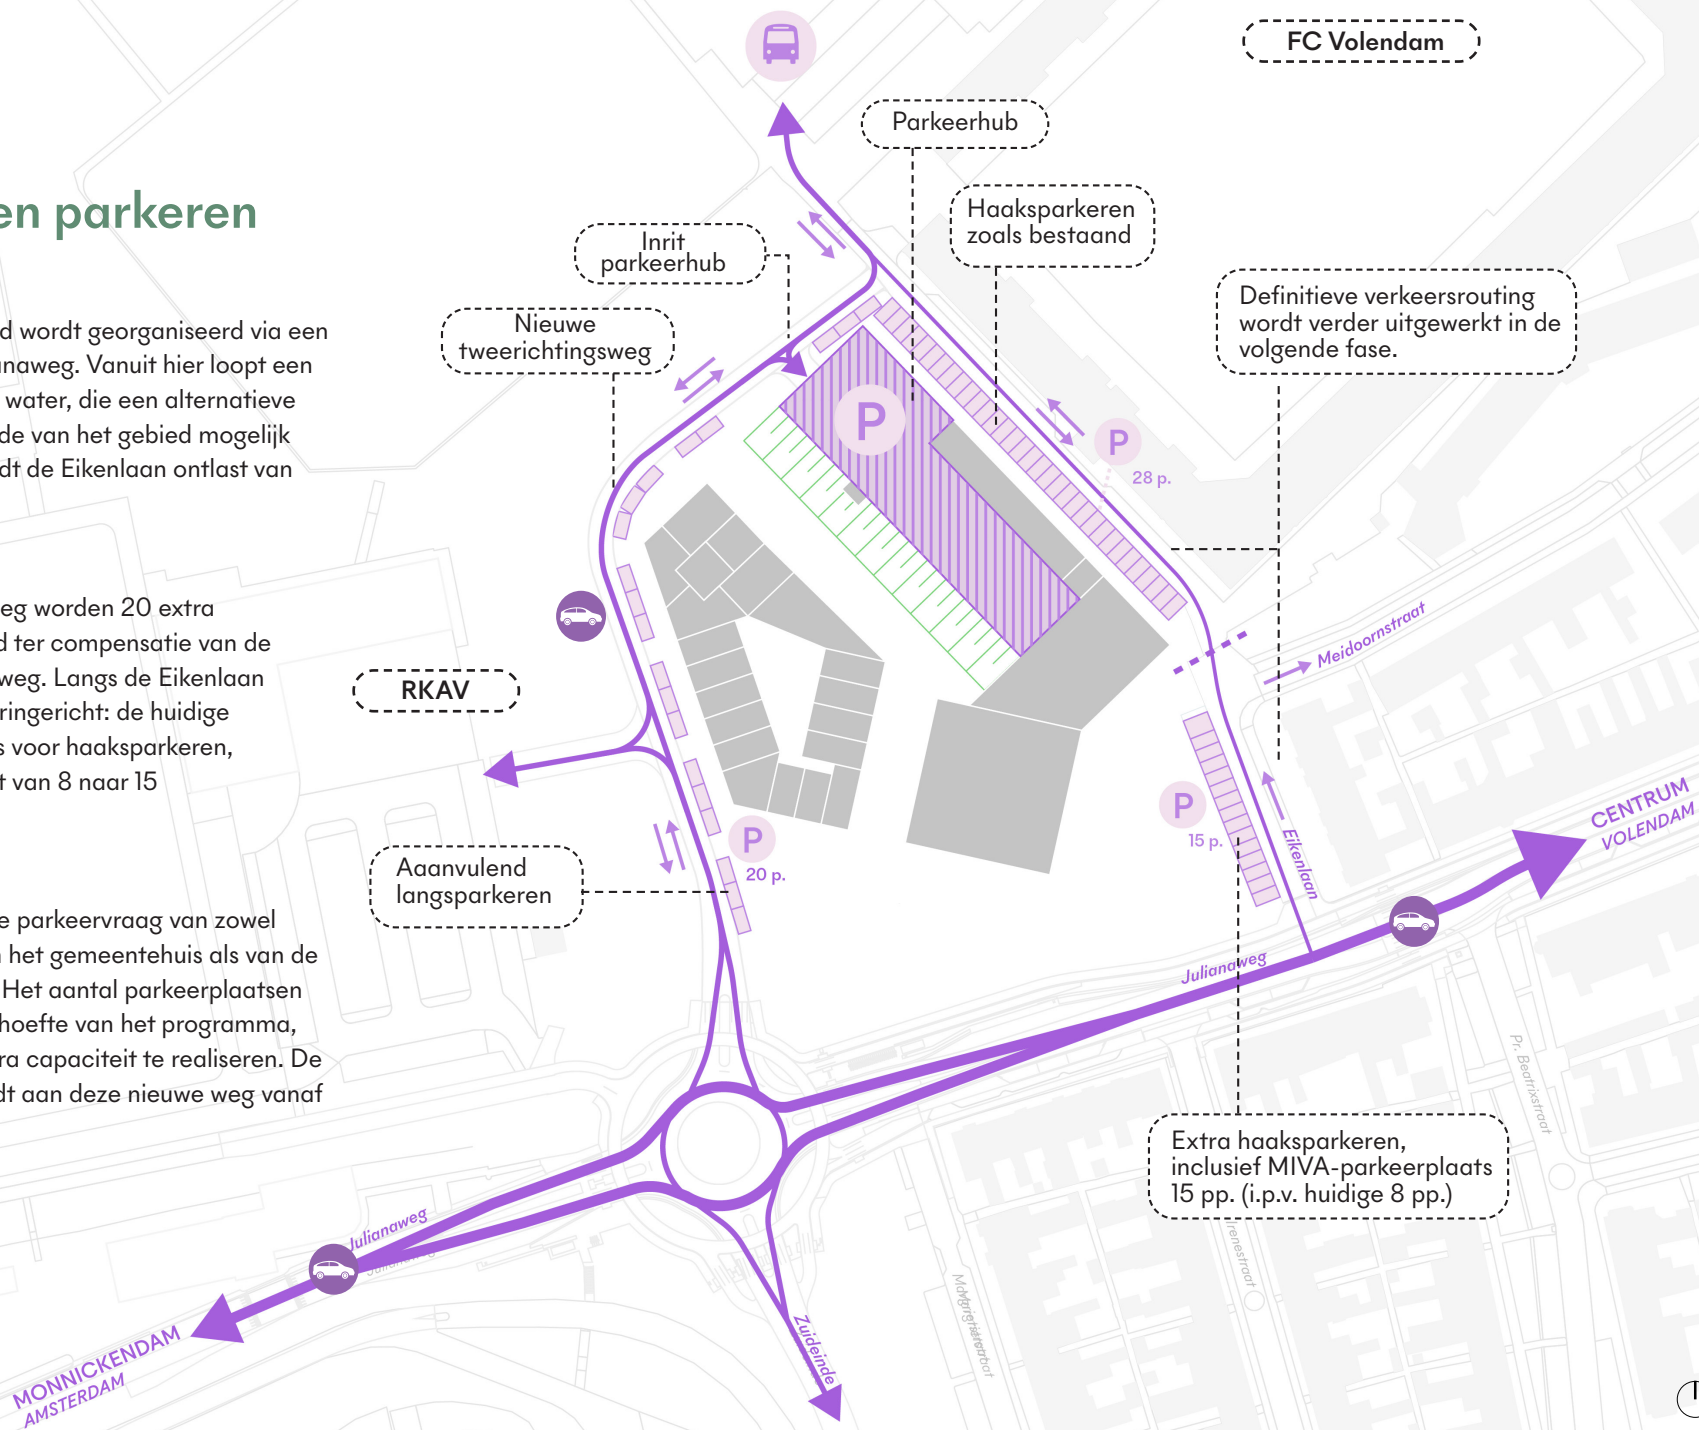 en parkeren
d wordt georganiseerd via een
anaweg. Vanuit hier loopt een
water, die een alternatieve
de van het gebied mogelijk
dt de Eikenlaan ontlast van
eg worden 20 extra
d ter compensatie van de
weg. Langs de Eikenlaan
ringericht: de huidige
s voor haaksparkeren,
t van 8 naar 15
e parkeervraag van zowel
n het gemeentehuis als van de
Het aantal parkeerplaatsen
hoefte van het programma,
ra capaciteit te realiseren. De
dt aan deze nieuwe weg vanaf
FC Volendam
Parkeerhub
Haaksparkeren
zoals bestaand
Inrit
parkeerhub
Nieuwe
tweerichtingsweg
Definitieve verkeersrouting
wordt verder uitgewerkt in de
volgende fase.
P
P
28 p.
Meidoornstraat
RKAV
P
15 p.
Eikenlaan
CENTRUM
VOLENDAM
P
20 p.
Aaanvulend
langsparkeren
Julianaweg
Pr. Beatrixstraat
Extra haaksparkeren,
inclusief MIVA-parkeerplaats
15 pp. (i.p.v. huidige 8 pp.)
Irenestraat
Julianaweg
Zuideinde
MONNICKENDAM
AMSTERDAM